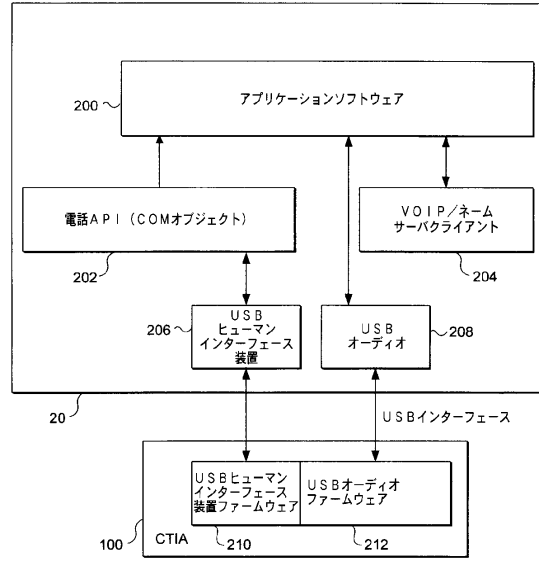 200
アプリケーションソフトウェア
電話API(COMオブジェクト)
202
VOIP/ネーム
サーバクライアント
204
206
USB
ヒューマン
インターフェース
装置
USB
オーディオ
208
20
USBインターフェース
USBヒューマン
インターフェース
装置ファームウェア
USBオーディオ
ファームウェア
100
CTIA
210
212